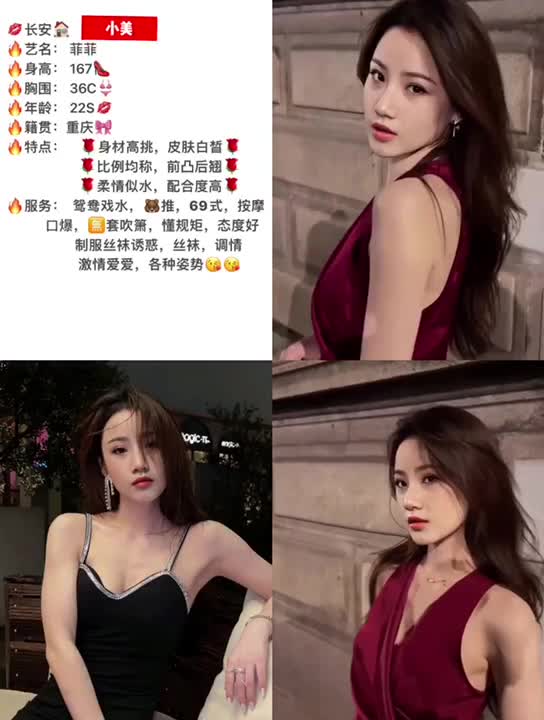 💋长安🏠 小美
🔥艺名： 菲菲
🔥身高： 167👠
🔥胸围： 36C👙
🔥年龄： 22S💋
🔥籍贯： 重庆🎀
🔥特点： 🌹身材高挑，皮肤白皙🌹
🌹比例均称，前凸后翘🌹
🌹柔情似水，配合度高🌹
🔥服务： 鸳鸯戏水，🐻推，69式，按摩
口爆，🈚套吹箫，懂规矩，态度好
制服丝袜诱惑，丝袜，调情
激情爱爱，各种姿势😘😘